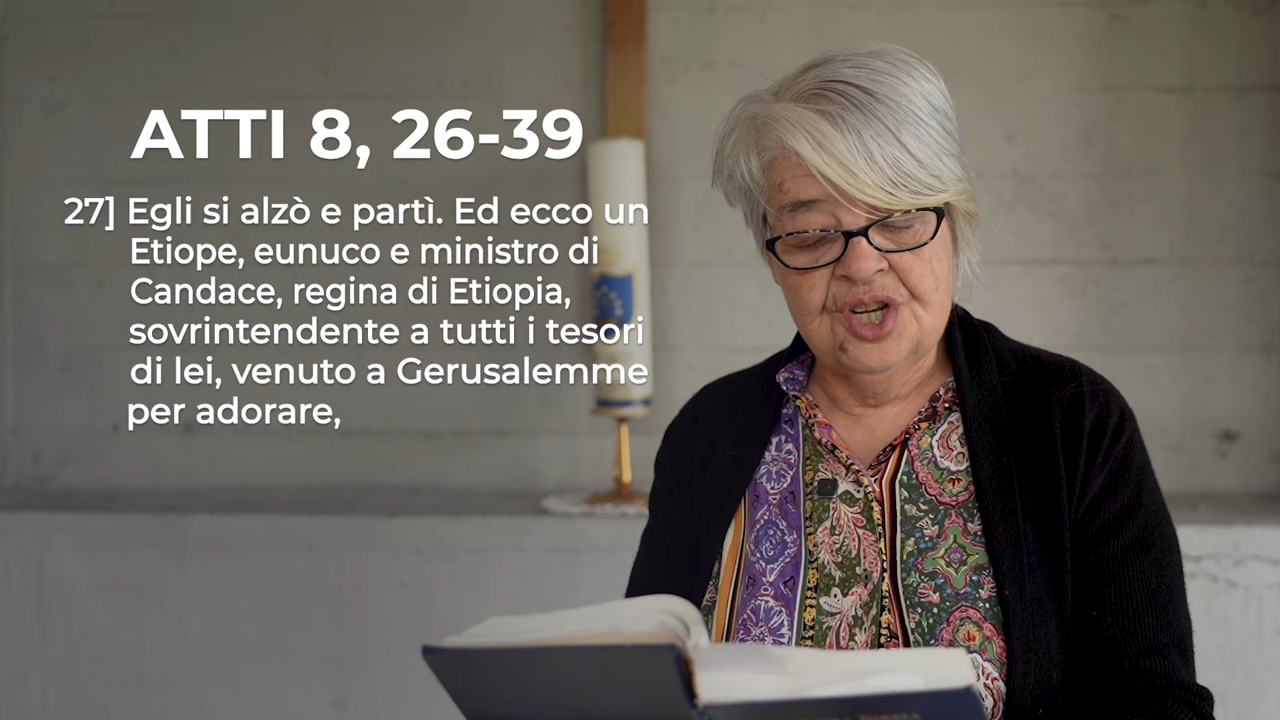 ATTI 8, 26-39
27] Egli si alzò e partì. Ed ecco un
Etiope, eunuco e ministro di
Candace, regina di Etiopia,
sovrintendente a tutti i tesori
di lei, venuto a Gerusalemme
per adorare,